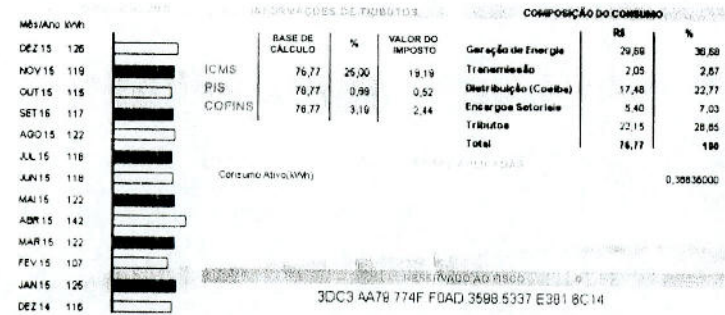 Mês/Ano kWh
DEZ 15 126
NOV 15 119
OUT 15 115
SET 15 117
AGO 15 122
JUL 15 118
JUN 15 118
MAI 15 122
ABR 15 142
MAR 15 122
FEV 15 107
JAN 15 125
DEZ 14 116
INFORMAÇÕES DE TRIBUTOS
BASE DE CÁLCULO % VALOR DO IMPOSTO
ICMS 76,77 25,00 19,19
PIS 76,77 0,69 0,52
COFINS 76,77 3,19 2,44
COMPOSIÇÃO DO CONSUMO
R$ %
Geração de Energia 29,69 38,68
Transmissão 2,05 2,67
Distribuição (Coelba) 17,48 22,77
Encargos Setoriais 5,40 7,03
Tributos 22,15 28,85
Total 76,77 100
Consumo Ativo(kWh) 0,38636000
RESERVADO AO FISCO
3DC3 AA79 774F F0AD 3598 5337 E381 6C14